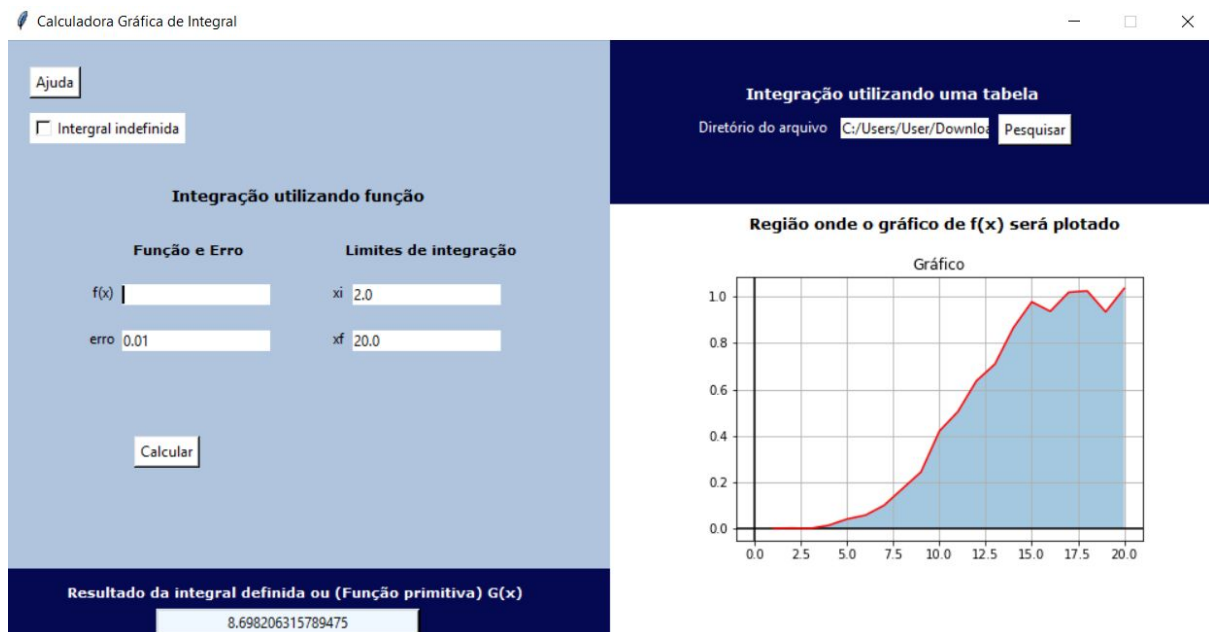 Calculadora Gráfica de Integral
Ajuda
Intergral indefinida
Integração utilizando função
Função e Erro
Limites de integração
f(x)
xi 2.0
erro 0.01
xf 20.0
Calcular
Resultado da integral definida ou (Função primitiva) G(x)
8.698206315789475
Integração utilizando uma tabela
Diretório do arquivo C:/Users/User/Downloa Pesquisar
Região onde o gráfico de f(x) será plotado
Gráfico
1.0
0.8
0.6
0.4
0.2
0.0
0.0 2.5 5.0 7.5 10.0 12.5 15.0 17.5 20.0